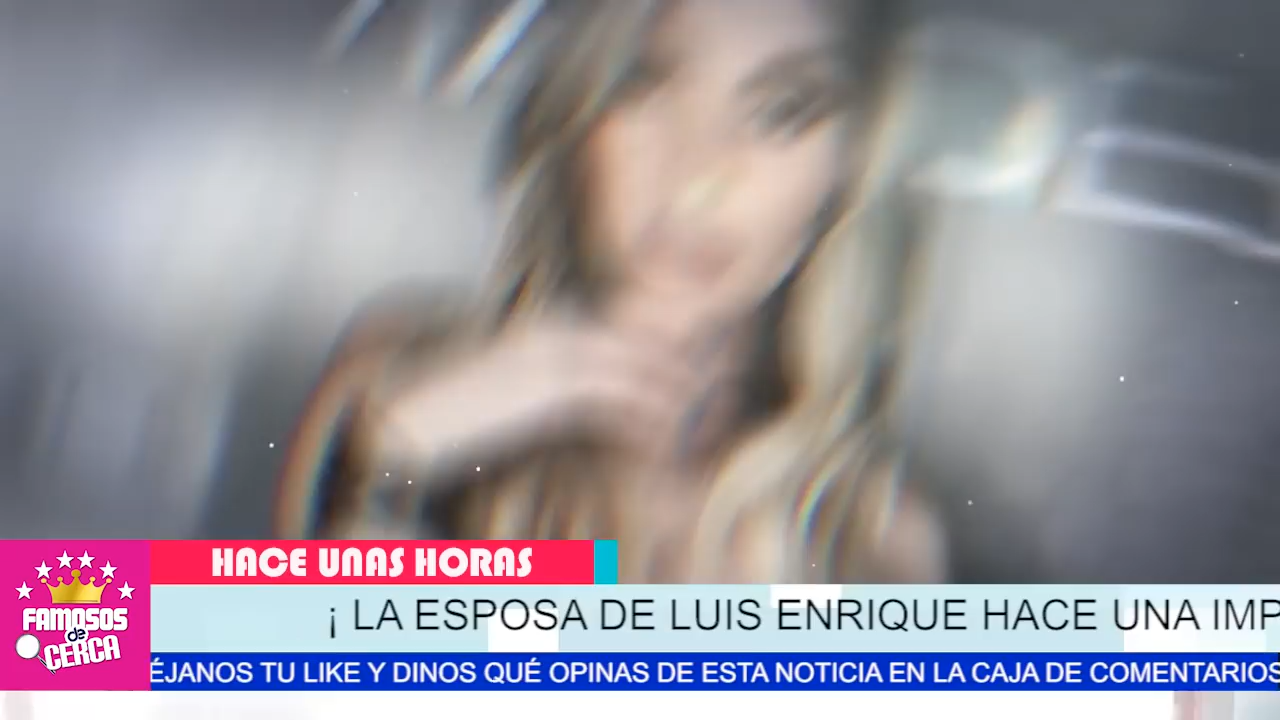 HACE UNAS HORAS
¡ LA ESPOSA DE LUIS ENRIQUE HACE UNA IMP
FAMOSOS
de
CERCA
ÉJANOS TU LIKE Y DINOS QUÉ OPINAS DE ESTA NOTICIA EN LA CAJA DE COMENTARIOS